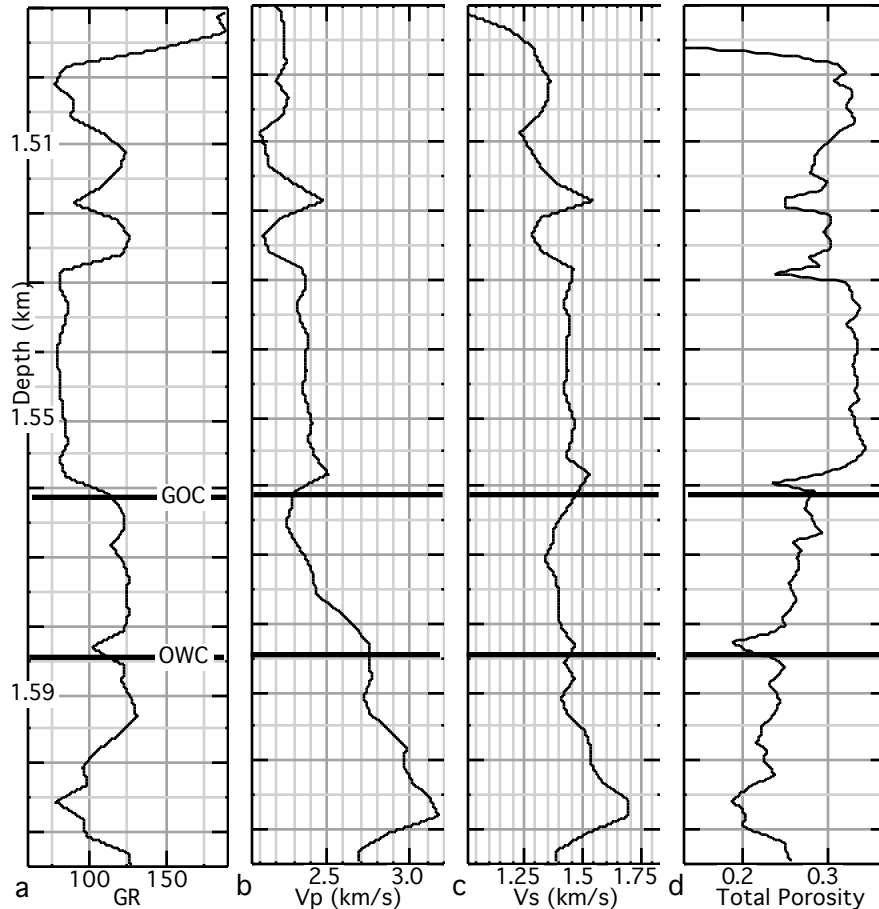 1.51
Depth (km)
1.55
GOC
OWC
1.59
a
100
150
GR
b
2.5
3.0
Vp (km/s)
c
1.25
1.5
1.75
Vs (km/s)
d
0.2
0.3
Total Porosity